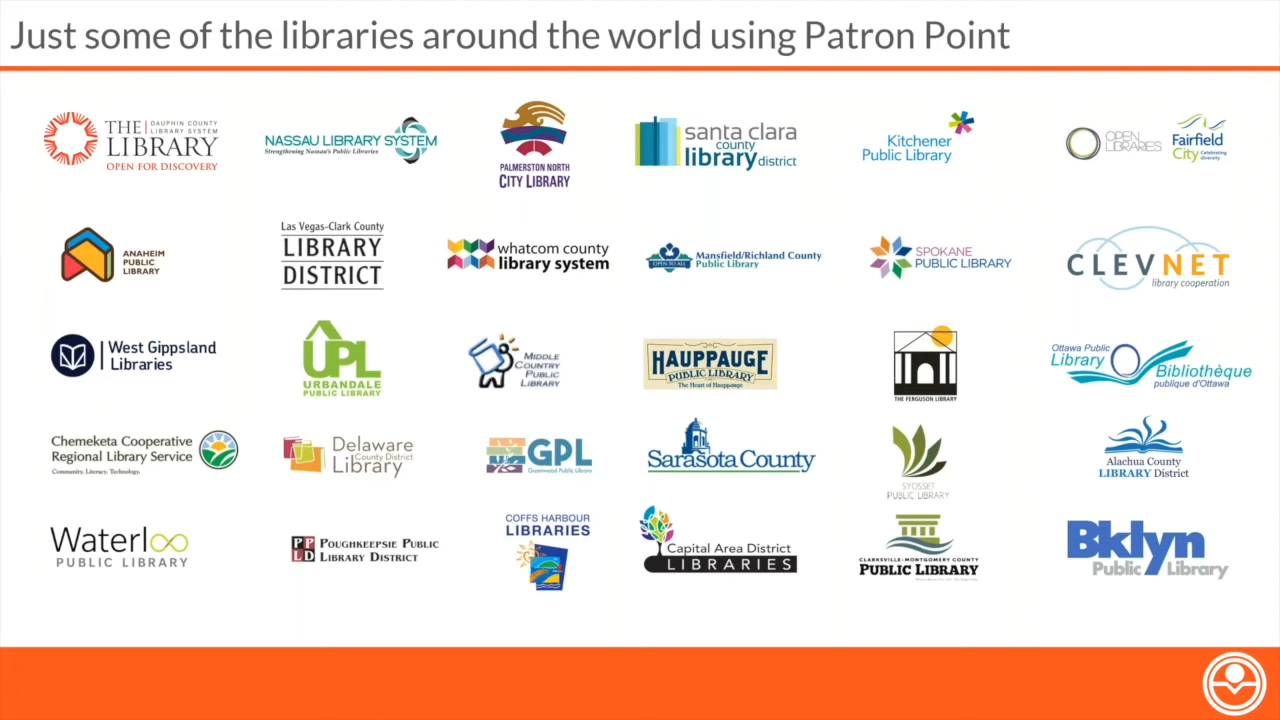 Just some of the libraries around the world using Patron Point
THE
DAUPHIN COUNTY
LIBRARY SYSTEM
LIBRARY
OPEN FOR DISCOVERY
NASSAU LIBRARY SYSTEM
Strengthening Nassau's Public Libraries
PALMERSTON NORTH
CITY LIBRARY
santa clara
county
library district
Kitchener
Public Library
OPEN
LIBRARIES
Fairfield
City
Celebrating
diversity
ANAHEIM
PUBLIC
LIBRARY
Las Vegas-Clark County
LIBRARY
DISTRICT
whatcom county
library system
OPEN TO ALL
Mansfield/Richland County
Public Library
SPOKANE
PUBLIC LIBRARY
CLEVNET
library cooperation
West Gippsland
Libraries
UPL
URBANDALE
PUBLIC LIBRARY
MIDDLE
COUNTRY
PUBLIC
LIBRARY
HAUPPAUGE
PUBLIC LIBRARY
The Heart of Hauppauge
THE FERGUSON LIBRARY
Ottawa Public
Library
Bibliothèque
publique d'Ottawa
Chemeketa Cooperative
Regional Library Service
Community. Literacy. Technology.
Delaware
County District
Library
GPL
Greenwood Public Library
Sarasota County
SYOSSET
PUBLIC LIBRARY
Alachua County
LIBRARY District
Waterloo
PUBLIC LIBRARY
PP
LD
POUGHKEEPSIE PUBLIC
LIBRARY DISTRICT
COFFS HARBOUR
LIBRARIES
Capital Area District
LIBRARIES
CLARKSVILLE-MONTGOMERY COUNTY
PUBLIC LIBRARY
Bklyn
Public Library